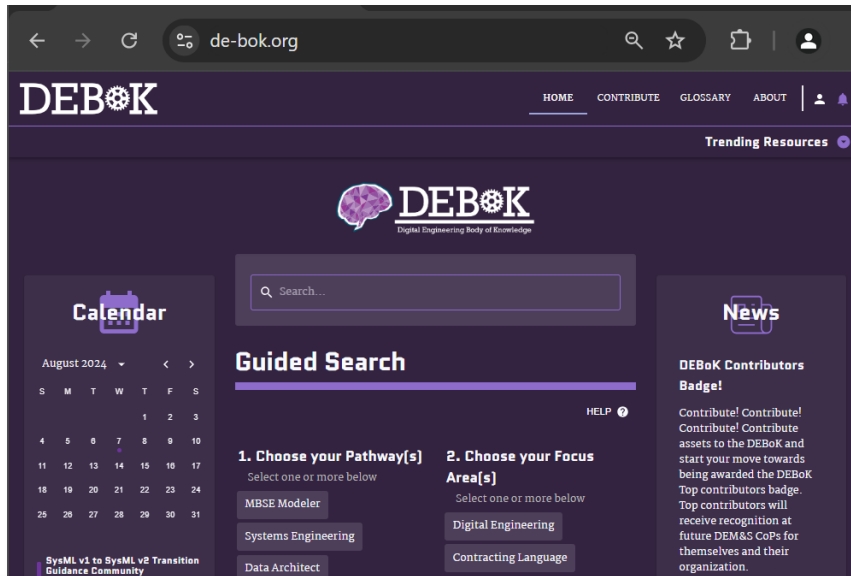 de-bok.org
DEBoK
HOME CONTRIBUTE GLOSSARY ABOUT
Trending Resources
DEBoK
Digital Engineering Body of Knowledge
Search...
Calendar
August 2024
S M T W T F S
1 2 3
4 5 6 7 8 9 10
11 12 13 14 15 16 17
18 19 20 21 22 23 24
25 26 27 28 29 30 31
SysML v1 to SysML v2 Transition
Guidance Community
Guided Search
HELP ?
1. Choose your Pathway(s)
Select one or more below
MBSE Modeler
Systems Engineering
Data Architect
2. Choose your Focus
Area(s)
Select one or more below
Digital Engineering
Contracting Language
News
DEBoK Contributors
Badge!
Contribute! Contribute!
Contribute! Contribute
assets to the DEBoK and
start your move towards
being awarded the DEBoK
Top contributors badge.
Top contributors will
receive recognition at
future DEM&S CoPs for
themselves and their
organization.